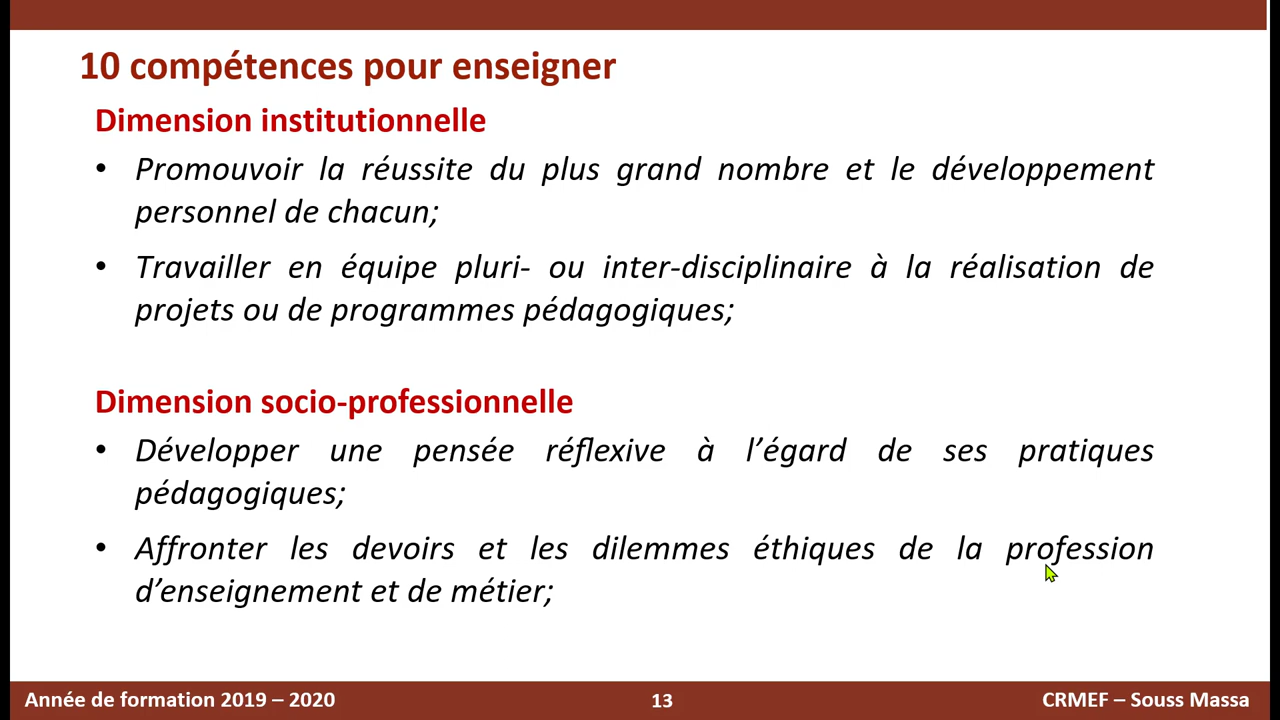 10 compétences pour enseigner
Dimension institutionnelle
• Promouvoir la réussite du plus grand nombre et le développement
personnel de chacun;
• Travailler en équipe pluri- ou inter-disciplinaire à la réalisation de
projets ou de programmes pédagogiques;
Dimension socio-professionnelle
• Développer une pensée réflexive à l’égard de ses pratiques
pédagogiques;
• Affronter les devoirs et les dilemmes éthiques de la profession
d’enseignement et de métier;
Année de formation 2019 – 2020
13
CRMEF – Souss Massa